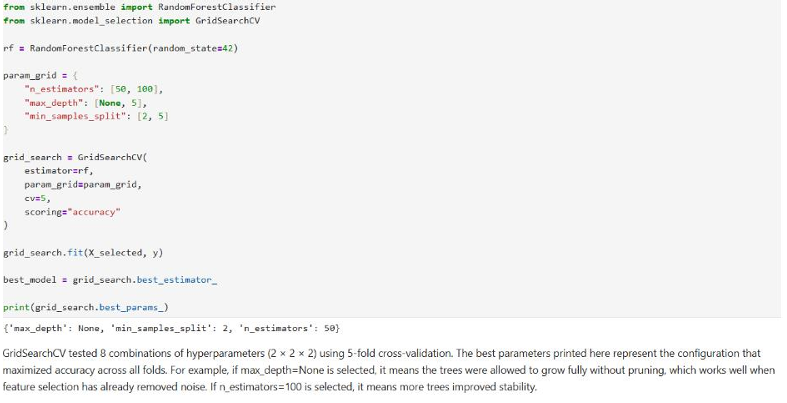 from sklearn.ensemble import RandomForestClassifier
from sklearn.model_selection import GridSearchCV
rf = RandomForestClassifier(random_state=42)
param_grid = {
    "n_estimators": [50, 100],
    "max_depth": [None, 5],
    "min_samples_split": [2, 5]
}
grid_search = GridSearchCV(
    estimator=rf,
    param_grid=param_grid,
    cv=5,
    scoring="accuracy"
)
grid_search.fit(X_selected, y)
best_model = grid_search.best_estimator_
print(grid_search.best_params_)
{'max_depth': None, 'min_samples_split': 2, 'n_estimators': 50}
GridSearchCV tested 8 combinations of hyperparameters (2 × 2 × 2) using 5-fold cross-validation. The best parameters printed here represent the configuration that
maximized accuracy across all folds. For example, if max_depth=None is selected, it means the trees were allowed to grow fully without pruning, which works well when
feature selection has already removed noise. If n_estimators=100 is selected, it means more trees improved stability.